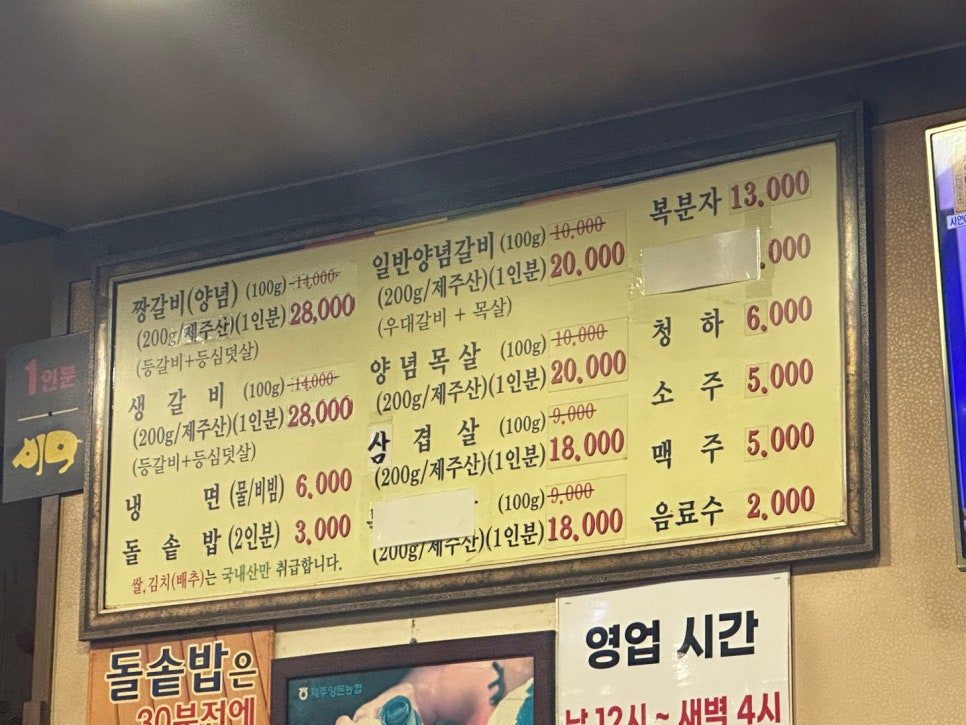 짱갈비(양념) (100g) 14,000
(200g/제주산)(1인분) 28,000
(등갈비+등심덧살)
생 갈 비 (100g) 14,000
(200g/제주산)(1인분) 28,000
(등갈비+등심덧살)
냉 면 (물/비빔) 6,000
돌 솥 밥 (2인분) 3,000
쌀,김치(배추)는 국내산만 취급합니다.
일반양념갈비 (100g) 10,000
(200g/제주산)(1인분) 20,000
(우대갈비 + 목살)
양념목살 (100g) 10,000
(200g/제주산)(1인분) 20,000
삼 겹 살 (100g) 9,000
(200g/제주산)(1인분) 18,000
(100g) 9,000
(200g/제주산)(1인분) 18,000
복분자 13,000
.000
청 하 6,000
소 주 5,000
맥 주 5,000
음료수 2,000
1인분
돌솥밥은
30분전에
제주양돈농협
영업 시간
낮 12시 ~ 새벽 4시